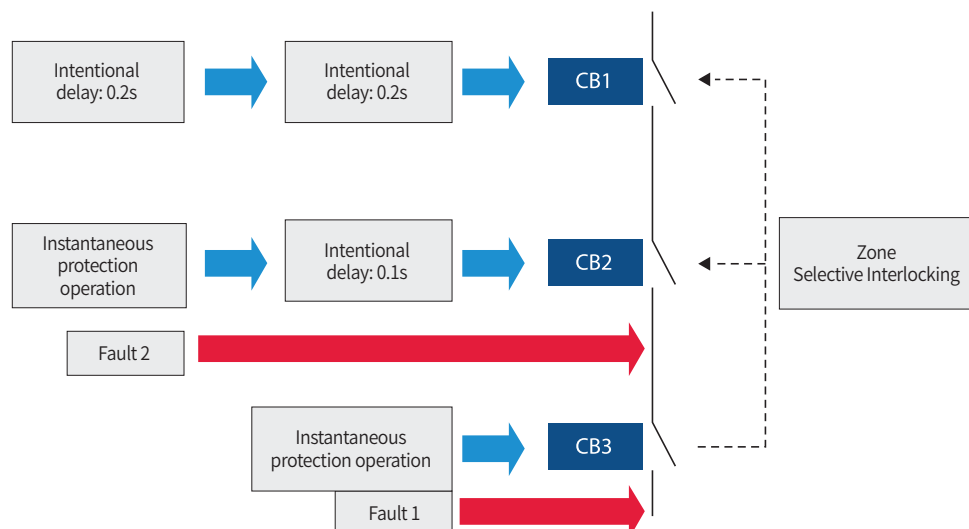 Intentional
delay: 0.2s
Intentional
delay: 0.2s
CB1
Instantaneous
protection
operation
Intentional
delay: 0.1s
CB2
Zone
Selective Interlocking
Fault 2
Instantaneous
protection operation
CB3
Fault 1